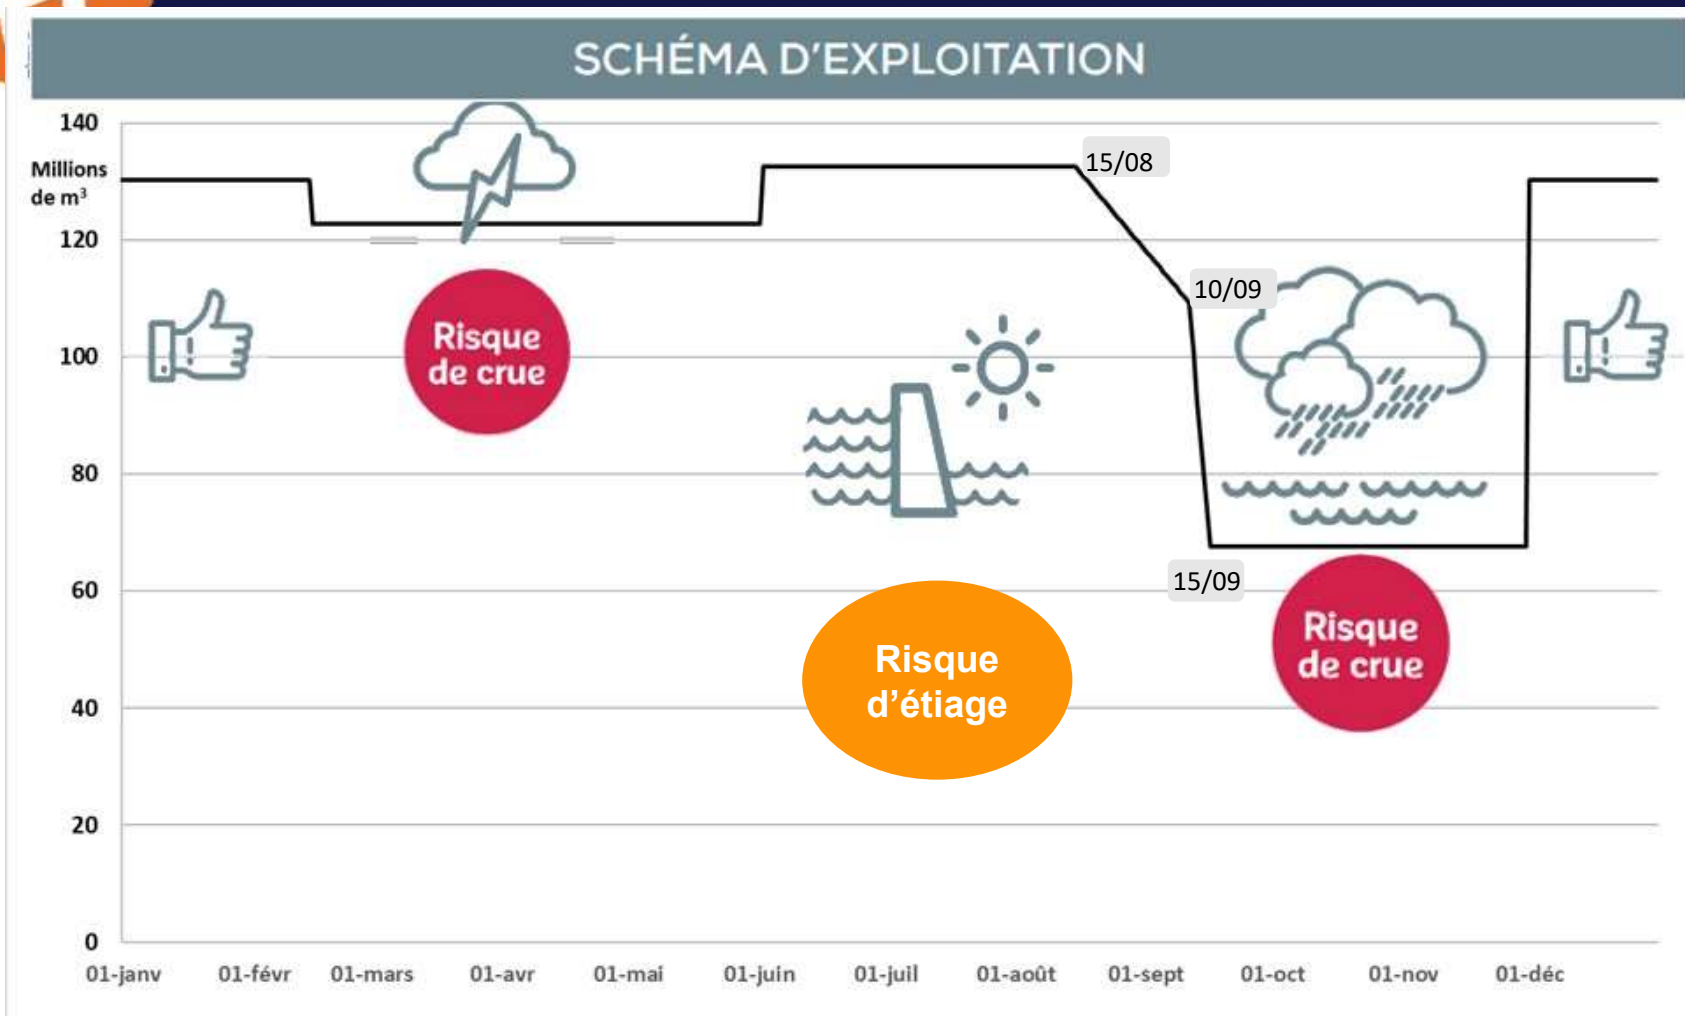 SCHÉMA D'EXPLOITATION
140
Millions
de m³
120
100
80
60
40
20
0
15/08
10/09
15/09
Risque
de crue
Risque
d’étiage
Risque
de crue
01-janv 01-févr 01-mars 01-avr 01-mai 01-juin 01-juil 01-août 01-sept 01-oct 01-nov 01-déc